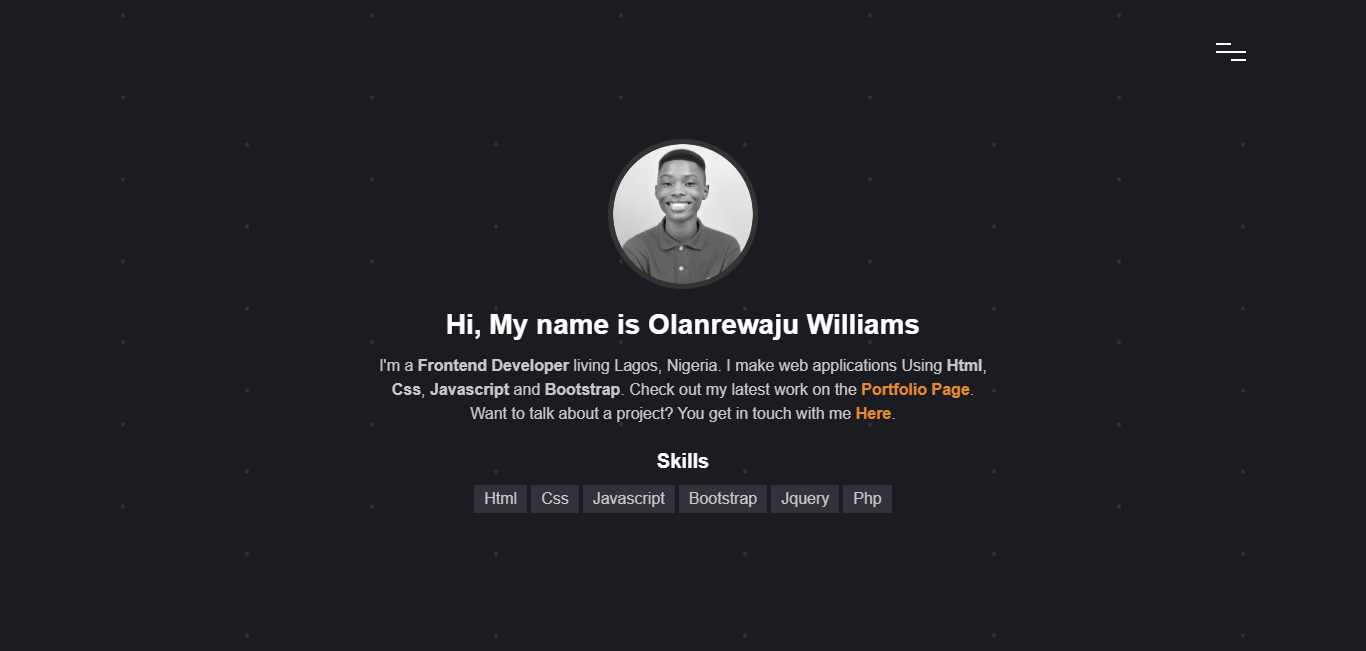 Hi, My name is Olanrewaju Williams
I'm a Frontend Developer living Lagos, Nigeria. I make web applications Using Html,
Css, Javascript and Bootstrap. Check out my latest work on the Portfolio Page.
Want to talk about a project? You get in touch with me Here.
Skills
Html Css Javascript Bootstrap Jquery Php